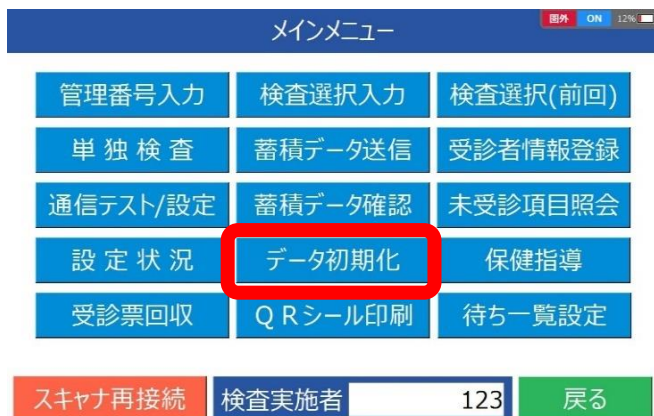 メインメニュー
圏外 ON 12%
管理番号入力 検査選択入力 検査選択(前回)
単独検査 蓄積データ送信 受診者情報登録
通信テスト/設定 蓄積データ確認 未受診項目照会
設定状況 データ初期化 保健指導
受診票回収 QRシール印刷 待ち一覧設定
スキャナ再接続 検査実施者 123 戻る